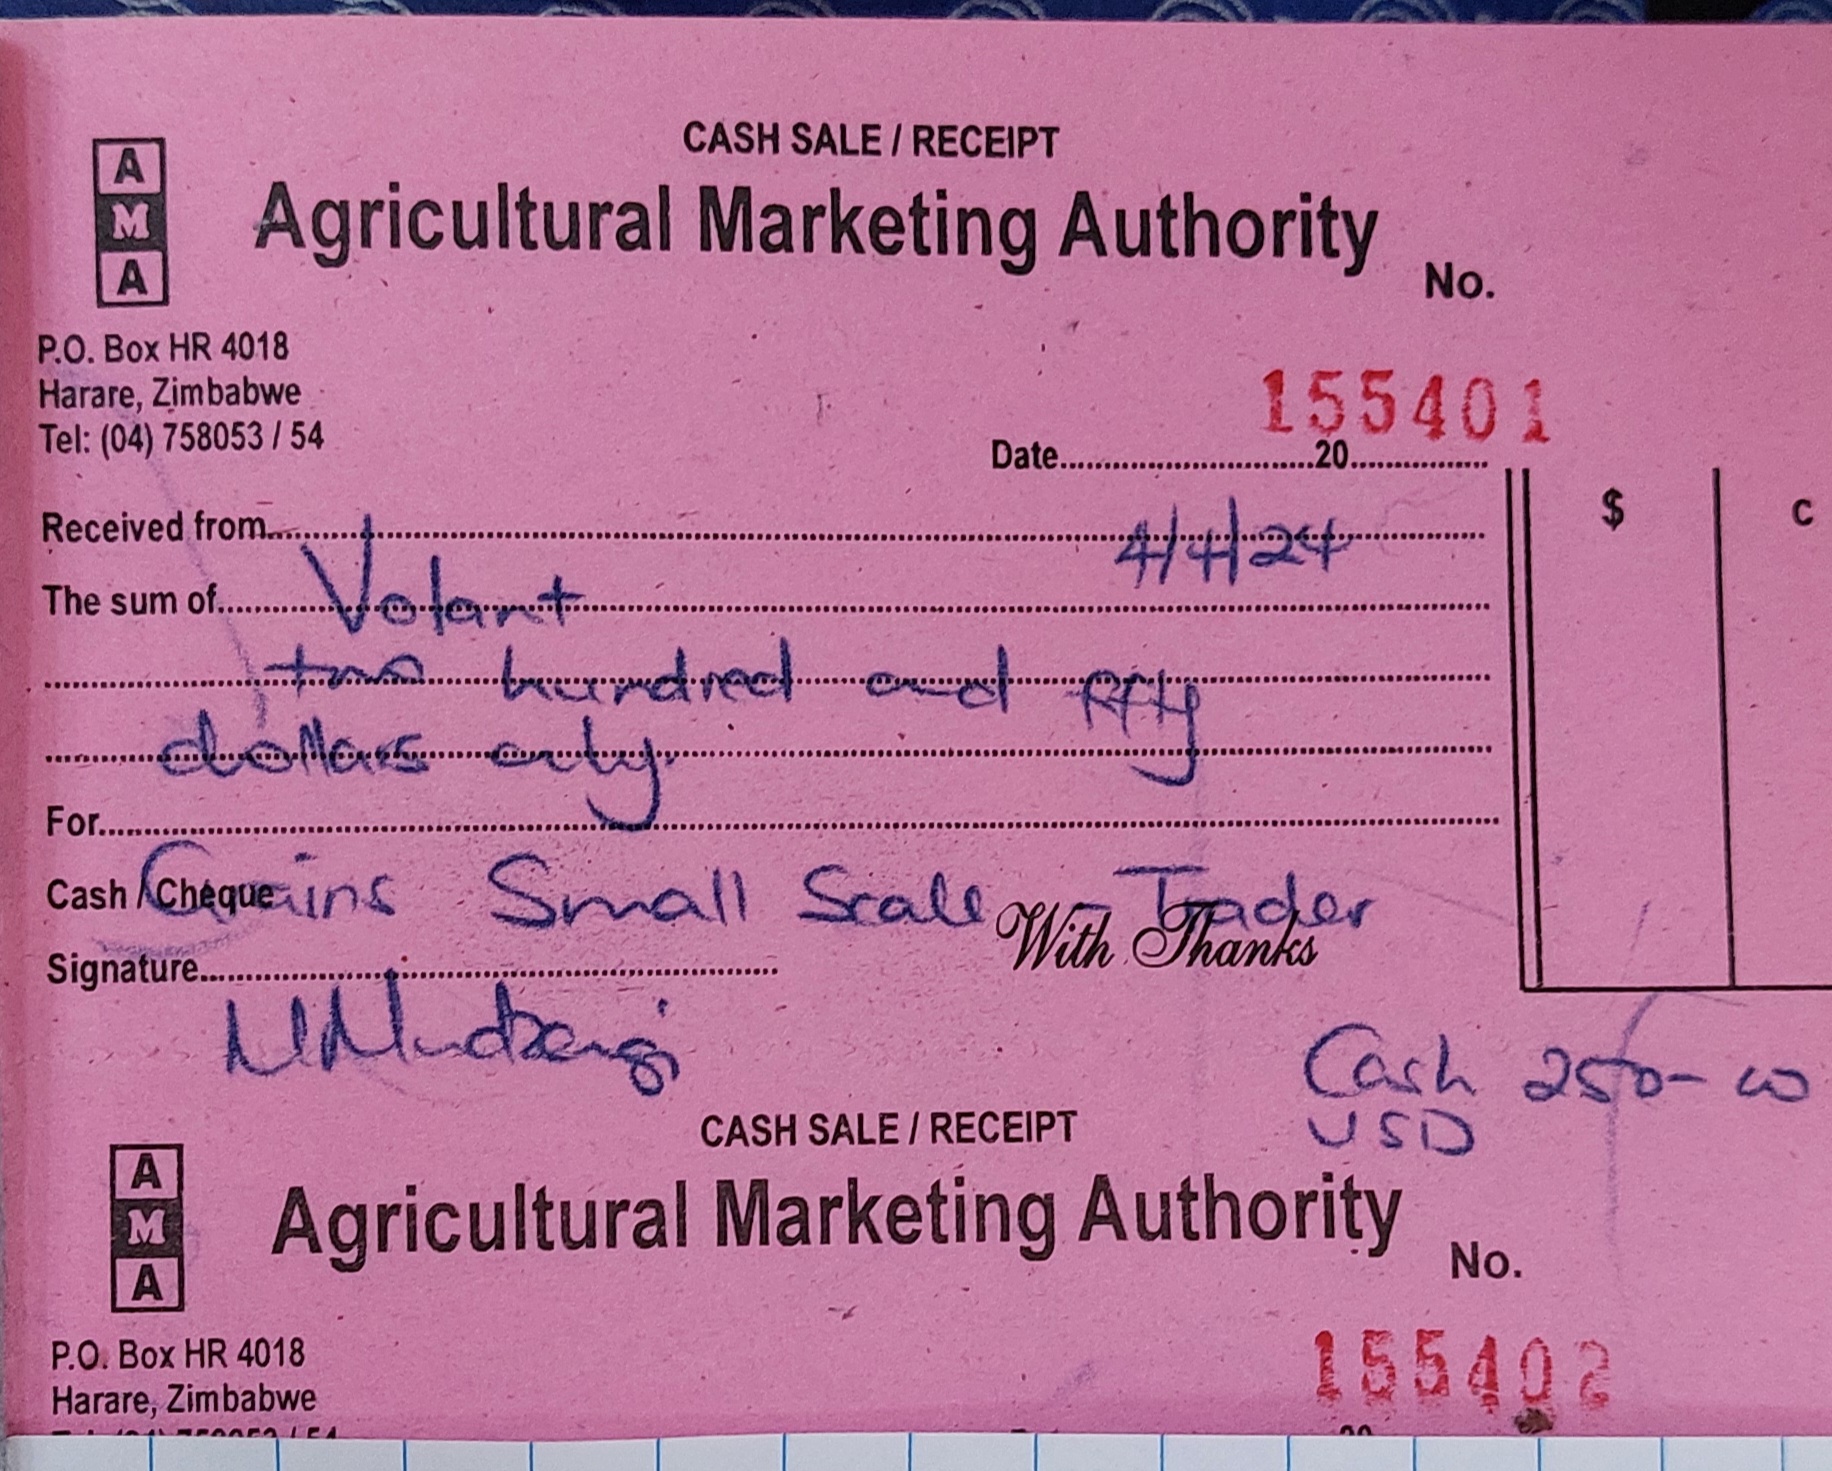 CASH SALE / RECEIPT
A
M
A
Agricultural Marketing Authority
No.
P.O. Box HR 4018
Harare, Zimbabwe
Tel: (04) 758053 / 54
155401
Date............................20................
$ C
Received from
4/4/24
The sum of
Volant
two hundred and fifty
dollars only.
For
Cash / Cheque
Grains Small Scale - Trader
With Thanks
Signature
Cash 250-00
USD
CASH SALE / RECEIPT
A
M
A
Agricultural Marketing Authority
No.
P.O. Box HR 4018
Harare, Zimbabwe
155402